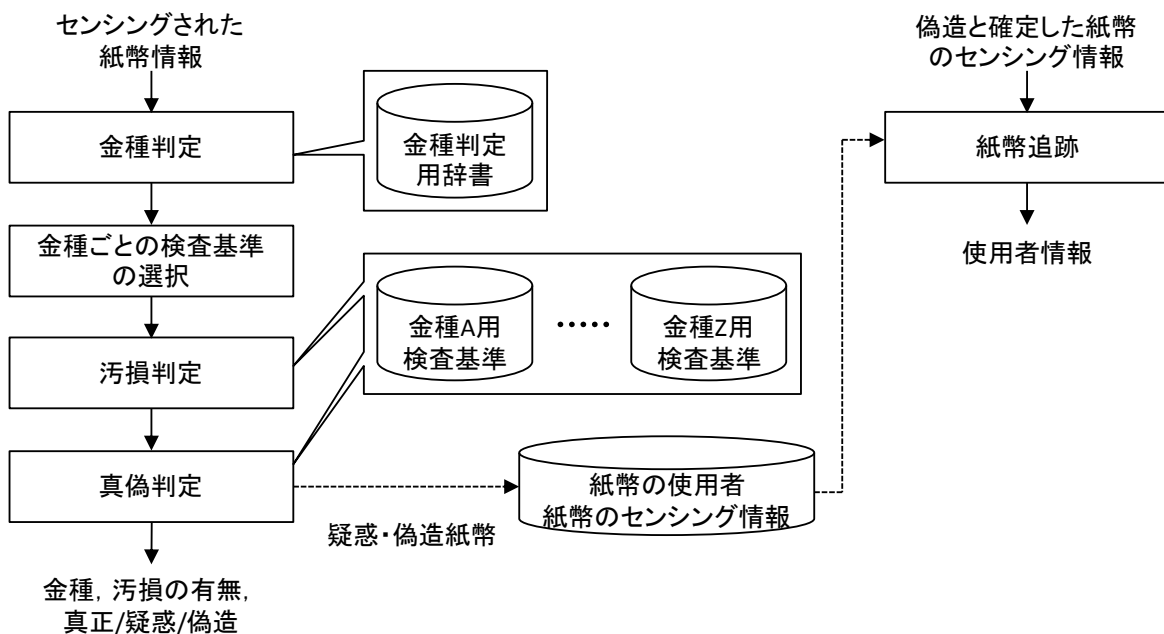 センシングされた
紙幣情報
金種判定
金種判定
用辞書
金種ごとの検査基準
の選択
汚損判定
金種A用
検査基準
・・・・・
金種Z用
検査基準
真偽判定
疑惑・偽造紙幣
紙幣の使用者
紙幣のセンシング情報
金種, 汚損の有無,
真正/疑惑/偽造
偽造と確定した紙幣
のセンシング情報
紙幣追跡
使用者情報